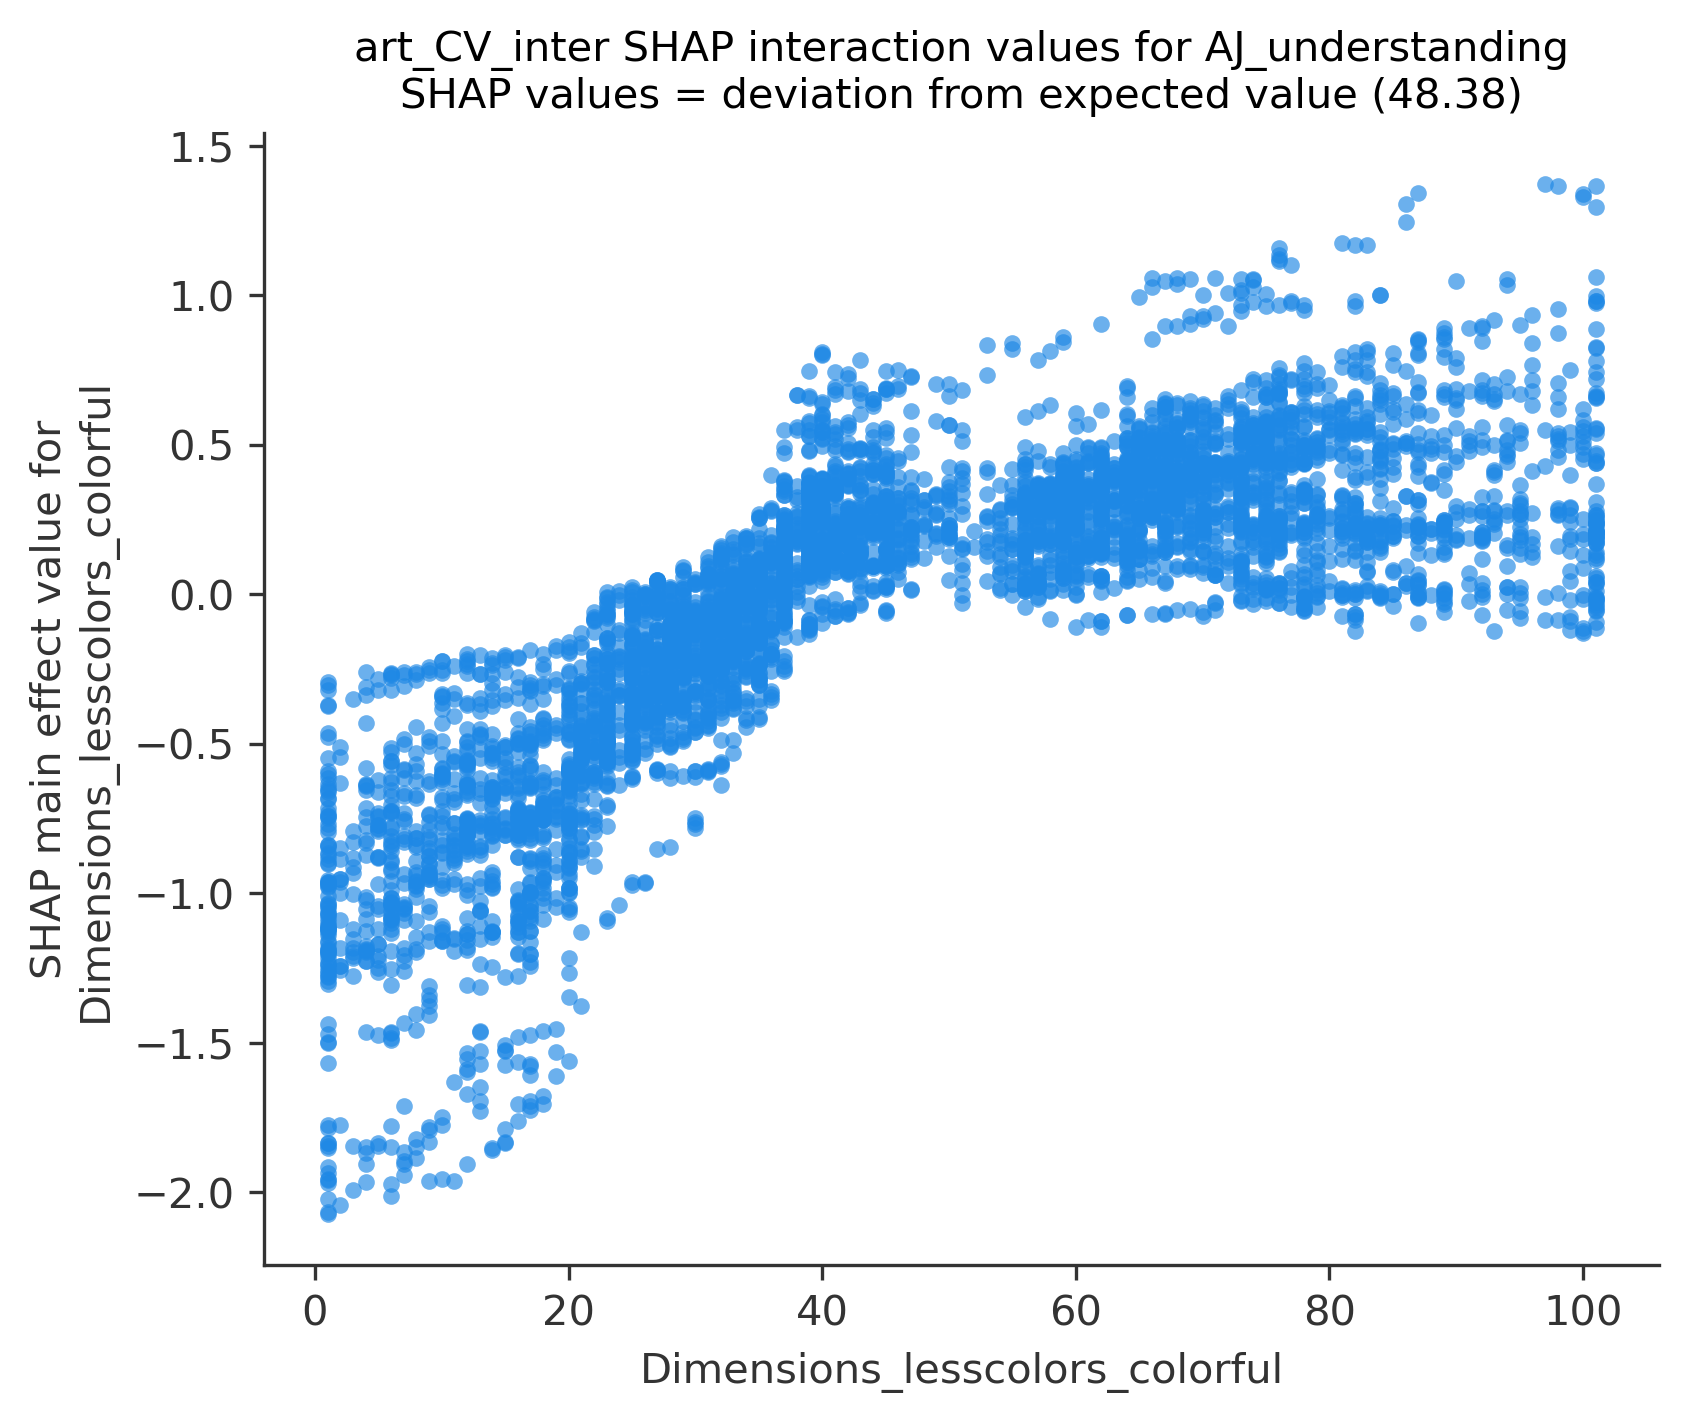 art_CV_inter SHAP interaction values for AJ_understanding
SHAP values = deviation from expected value (48.38)
SHAP main effect value for
Dimensions_lesscolors_colorful
1.5
1.0
0.5
0.0
−0.5
−1.0
−1.5
−2.0
0 20 40 60 80 100
Dimensions_lesscolors_colorful